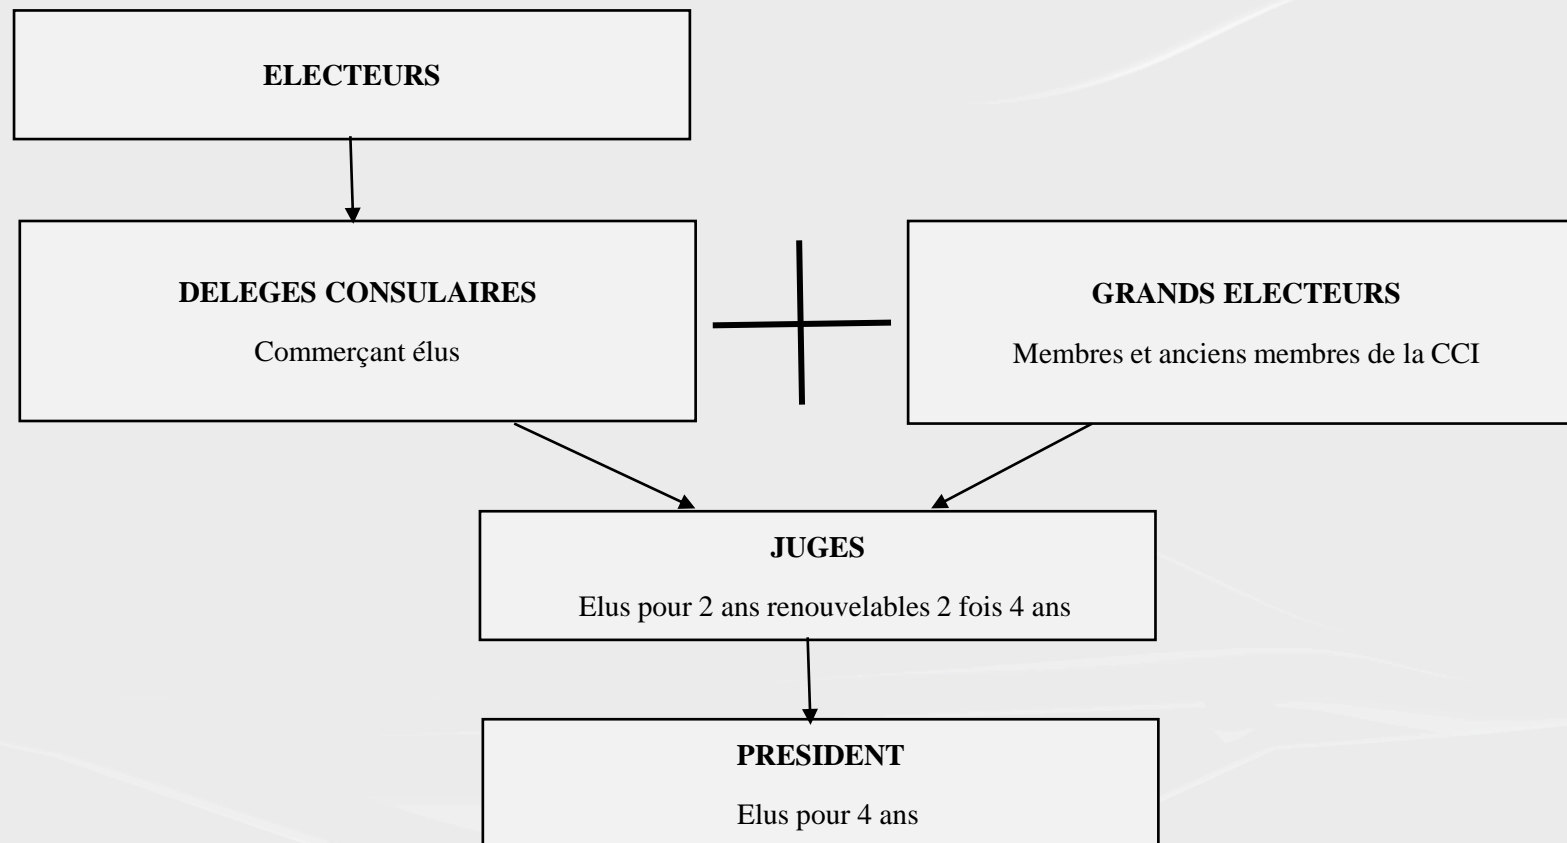 ELECTEURS
DELEGES CONSULAIRES
Commerçant élus
GRANDS ELECTEURS
Membres et anciens membres de la CCI
JUGES
Elus pour 2 ans renouvelables 2 fois 4 ans
PRESIDENT
Elus pour 4 ans